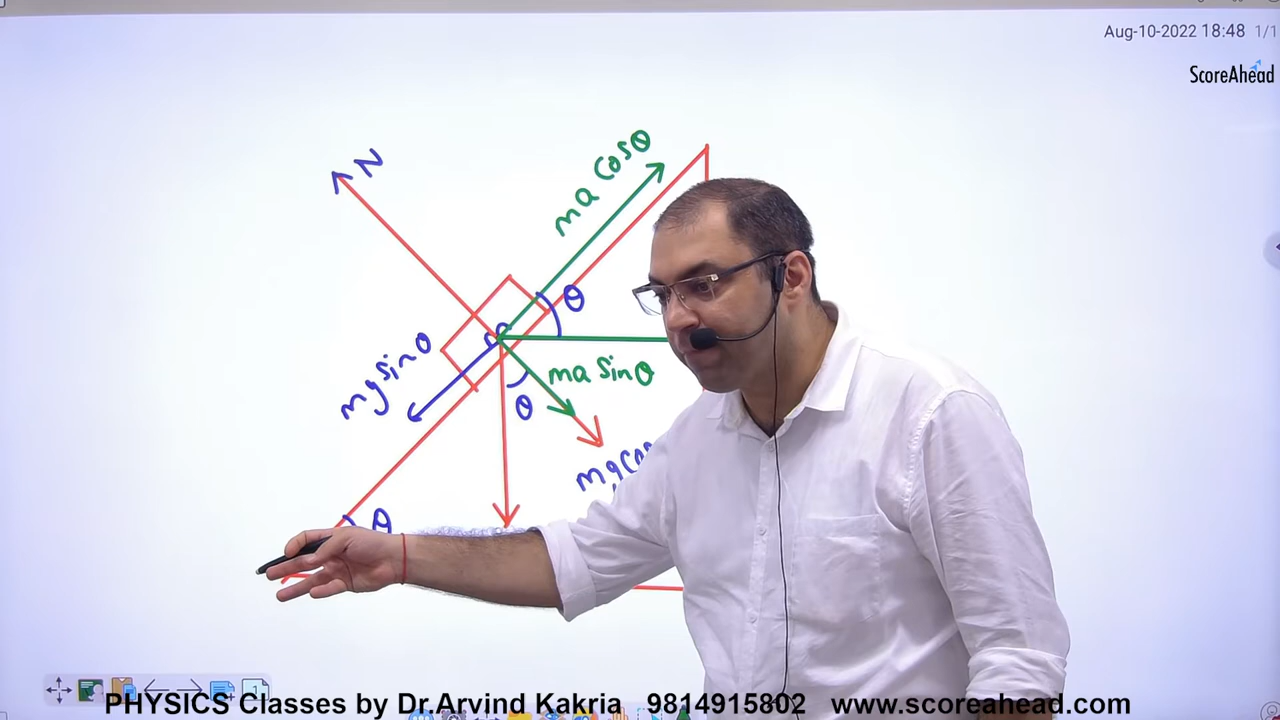 Aug-10-2022 18:48 1/1
ScoreAhead
N
ma cosθ
θ
mg sinθ
ma sinθ
θ
θ
PHYSICS Classes by Dr.Arvind Kakria 9814915802 www.scoreahead.com